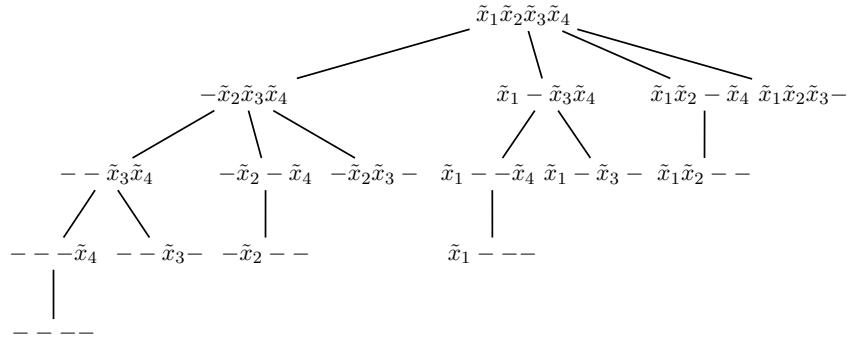 x̃₁x̃₂x̃₃x̃₄
−x̃₂x̃₃x̃₄ x̃₁ − x̃₃x̃₄ x̃₁x̃₂ − x̃₄ x̃₁x̃₂x̃₃−
− − x̃₃x̃₄ −x̃₂ − x̃₄ −x̃₂x̃₃ − x̃₁ − −x̃₄ x̃₁ − x̃₃ − x̃₁x̃₂ − −
− − −x̃₄ − − x̃₃− −x̃₂ − − x̃₁ − −−
− − −−